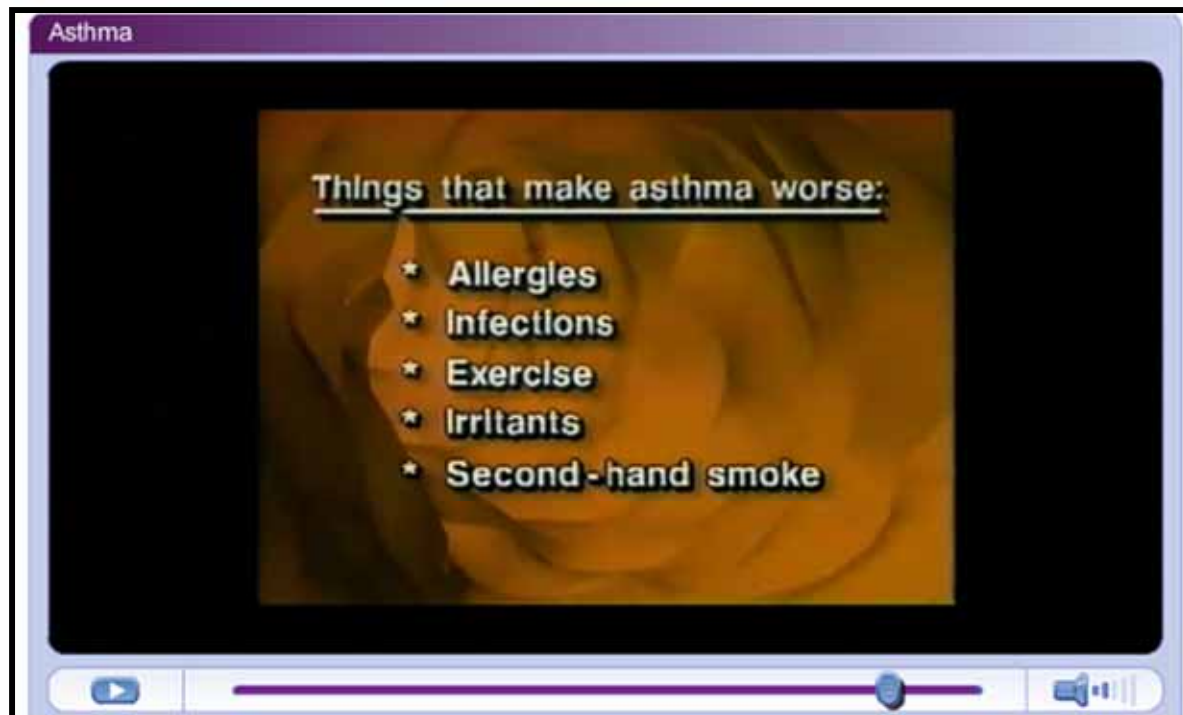 Asthma
Things that make asthma worse:
* Allergies
* Infections
* Exercise
* Irritants
* Second-hand smoke